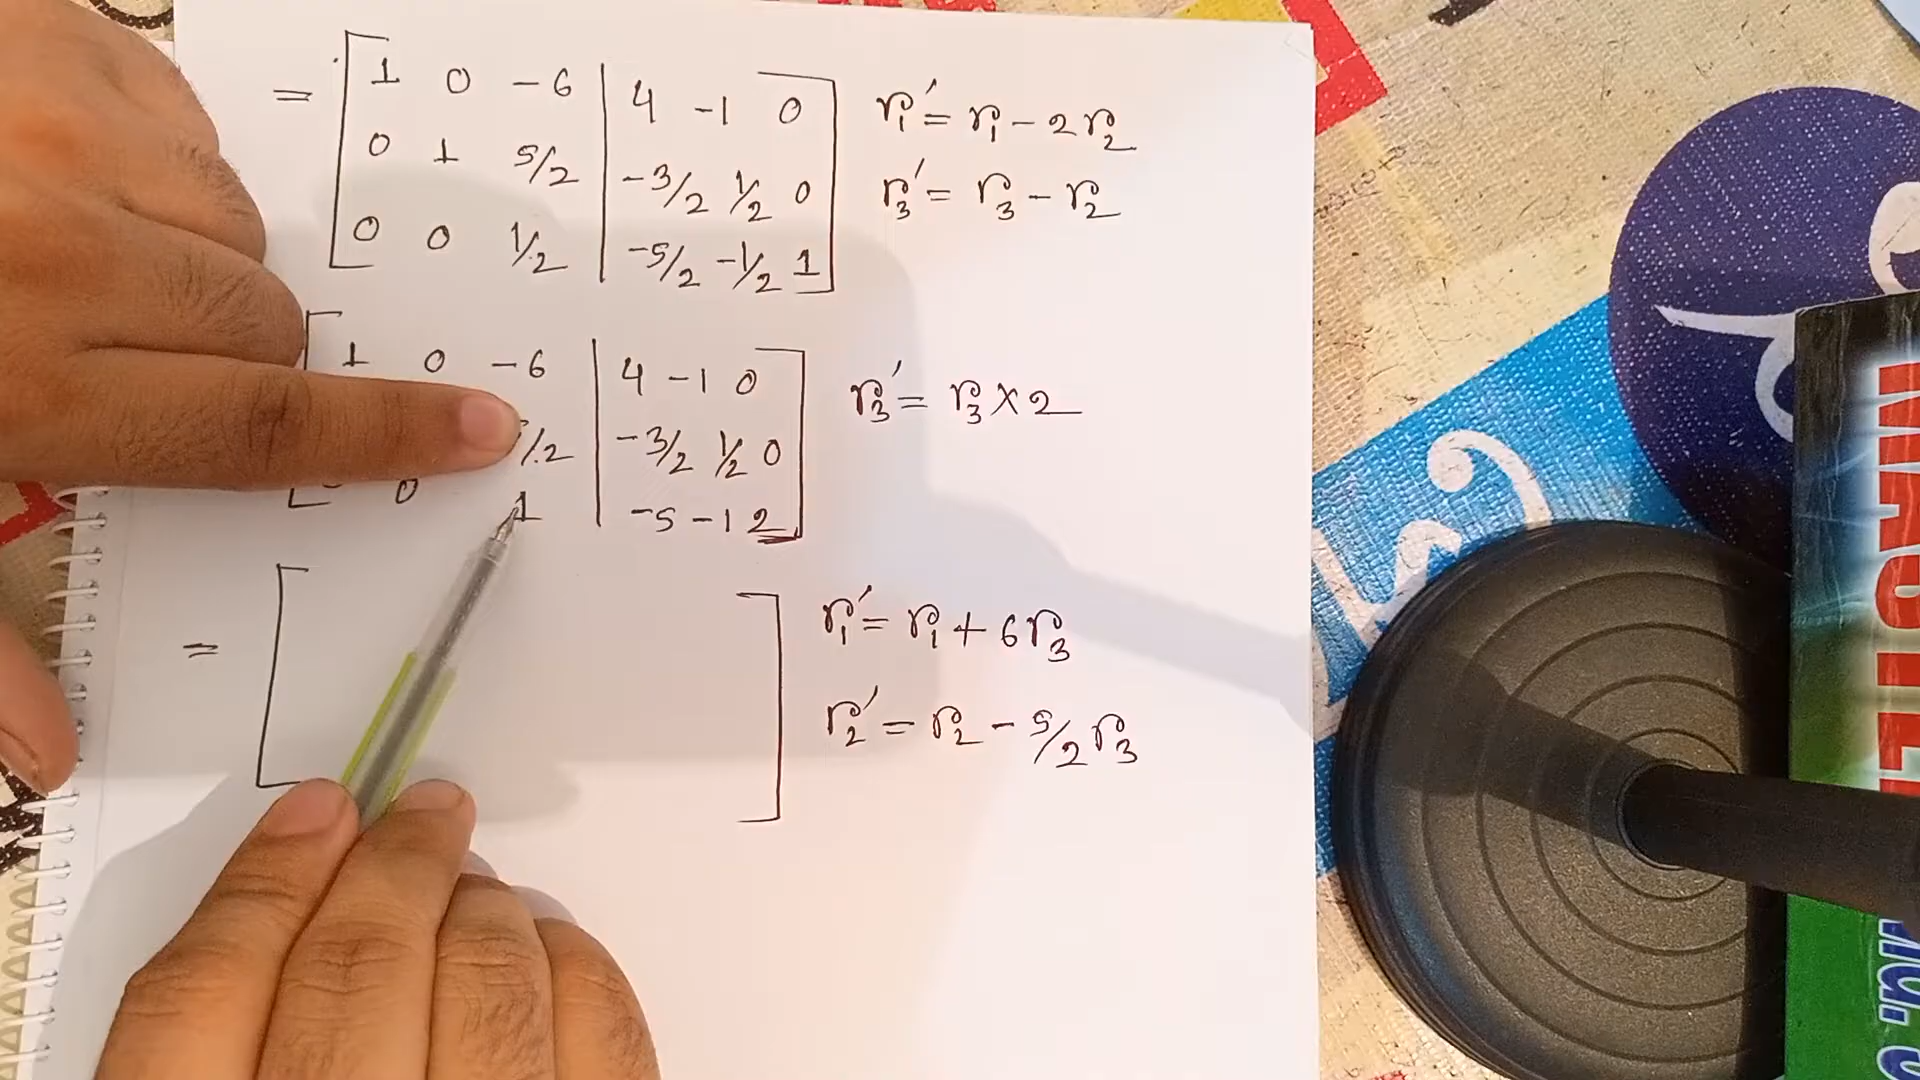 = 1 0 -6 | 4 -1 0 r₁' = r₁ - 2r₂
0 1 5/2 | -3/2 1/2 0 r₃' = r₃ - r₂
0 0 1/2 | -5/2 -1/2 1
1 0 -6 | 4 -1 0 r₃' = r₃ × 2
/2 | -3/2 1/2 0
0 1 | -5 -1 2
= [ ] r₁' = r₁ + 6r₃
r₂' = r₂ - 5/2 r₃